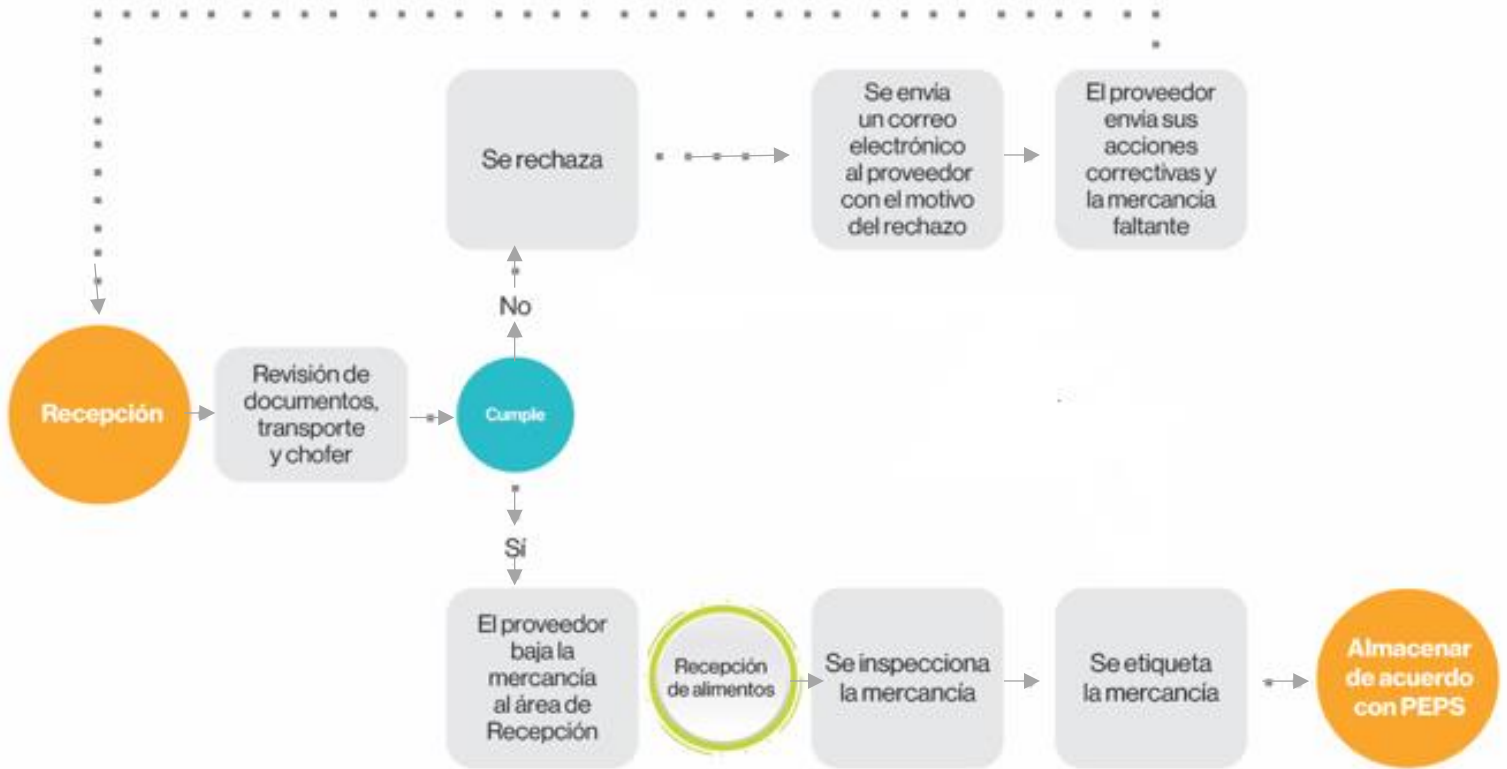 Se rechaza
Se envía
un correo
electrónico
al proveedor
con el motivo
del rechazo
El proveedor
envia sus
acciones
correctivas y
la mercancía
faltante
No
Recepción
Revisión de
documentos,
transporte
y chofer
Cumple
Sí
El proveedor
baja la
mercancía
al área de
Recepción
Recepción
de alimentos
Se inspecciona
la mercancía
Se etiqueta
la mercancía
Almacenar
de acuerdo
con PEPS